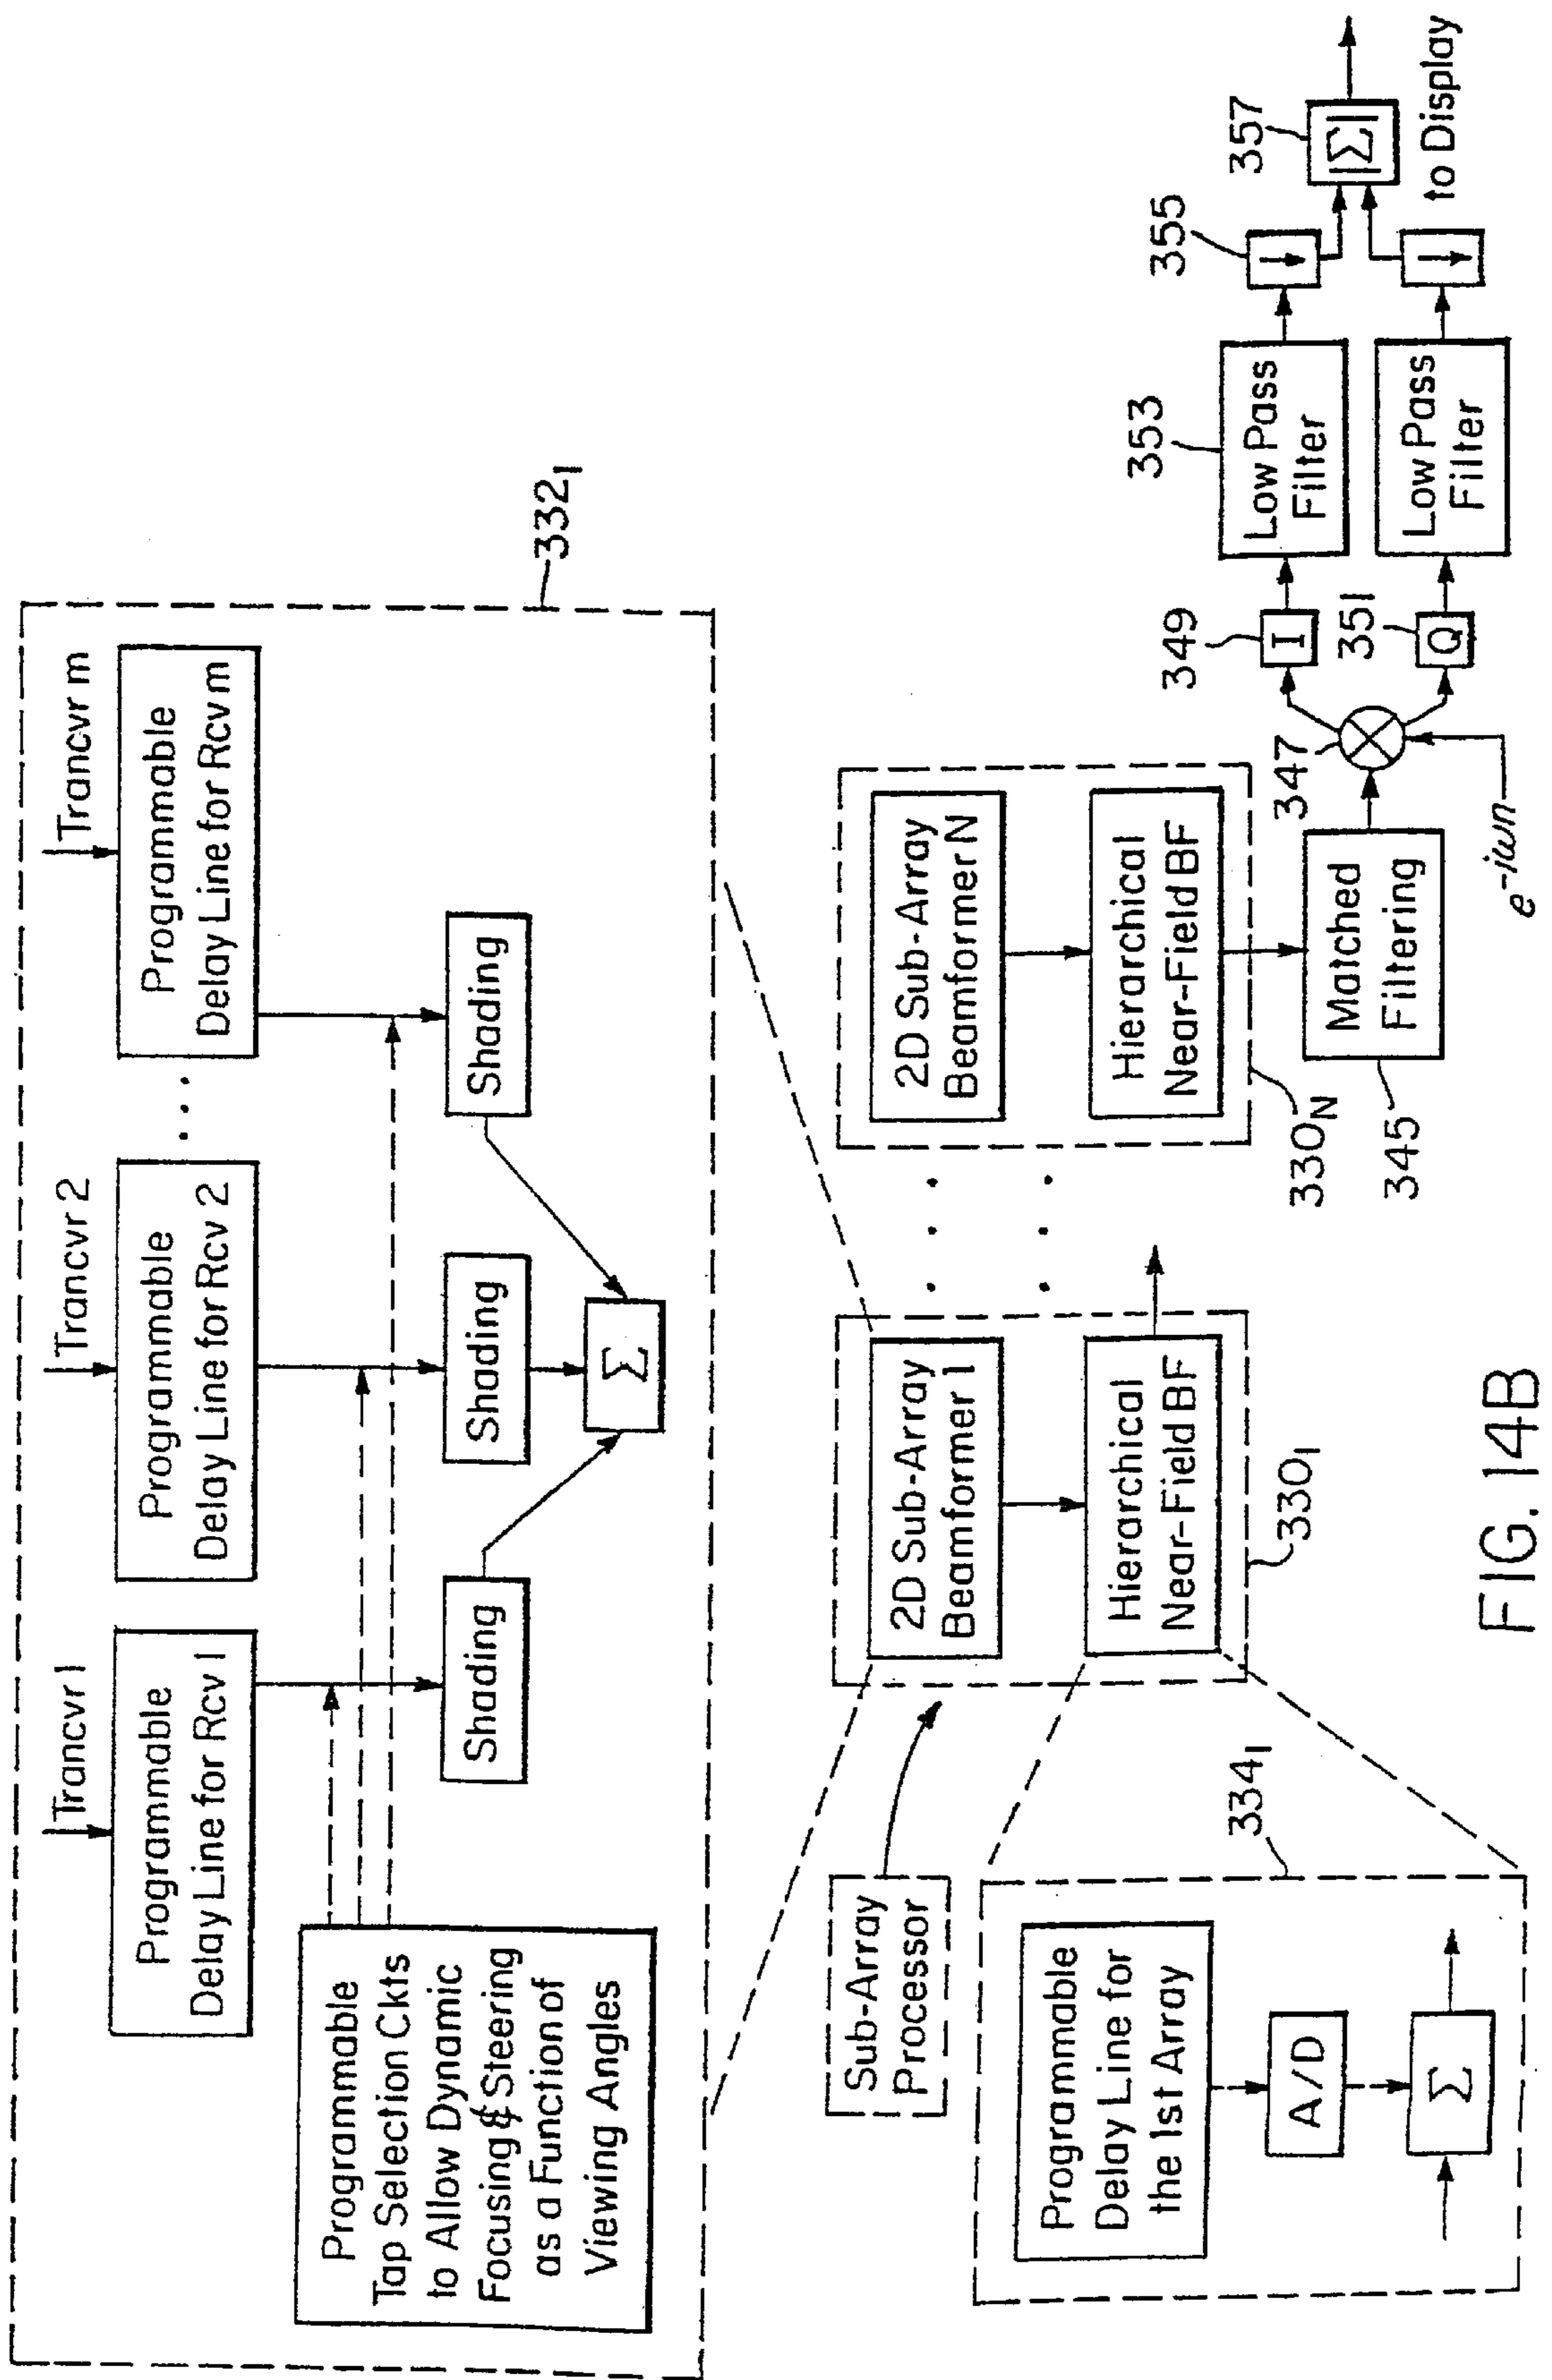 Trancvr 1
Trancvr 2
Trancvr m
Programmable
Delay Line for Rcv 1
Programmable
Delay Line for Rcv 2
...
Programmable
Delay Line for Rcv m
Programmable
Tap Selection Ckts
to Allow Dynamic
Focusing & Steering
as a Function of
Viewing Angles
Shading
Shading
Shading
Σ
332₁
Sub-Array
Processor
2D Sub-Array
Beamformer 1
Hierarchical
Near-Field BF
330₁
. . .
. . .
2D Sub-Array
Beamformer N
Hierarchical
Near-Field BF
330N
Programmable
Delay Line for
the 1st Array
A/D
Σ
334₁
Matched
Filtering
345
347
e^-iwn
349
I
351
Q
353
Low Pass
Filter
Low Pass
Filter
355
357
|Σ|
to Display
FIG. 14B